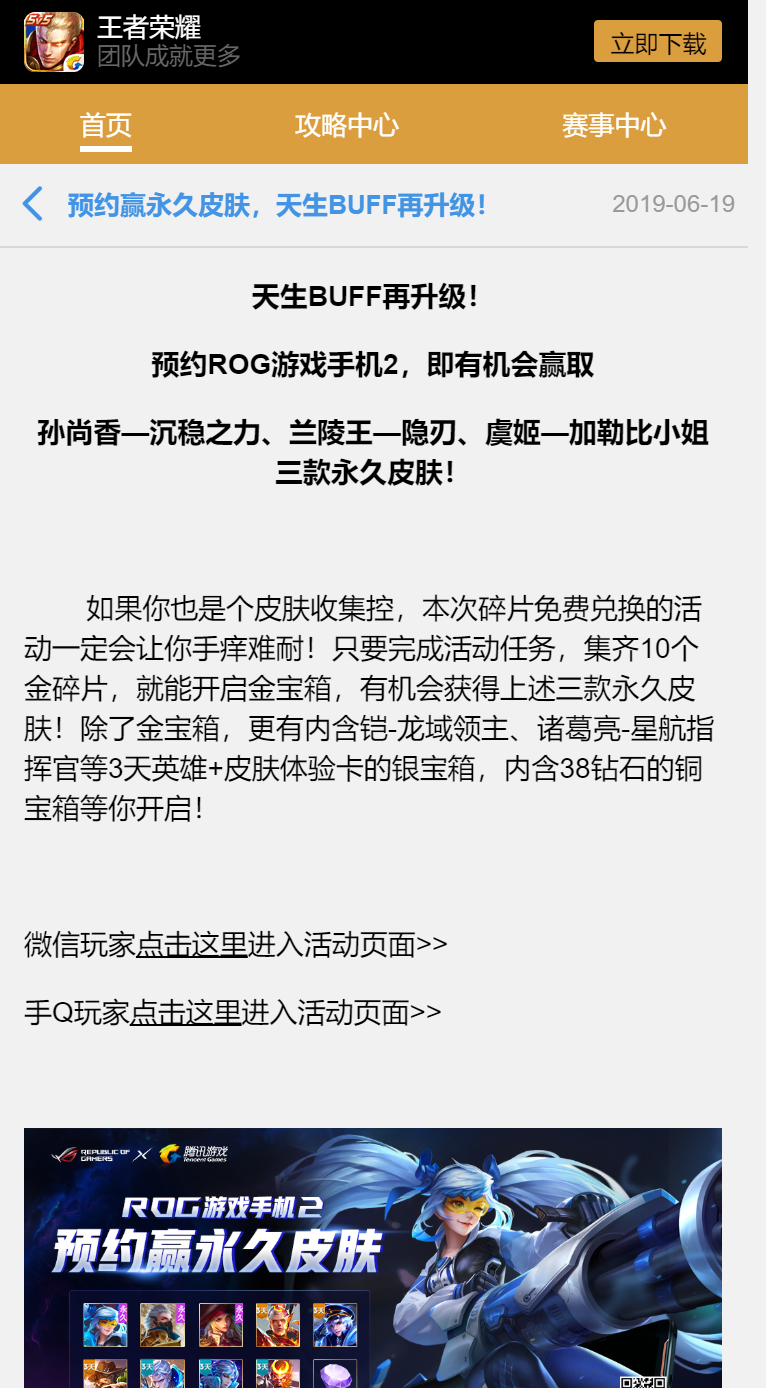 5V5
王者荣耀
团队成就更多
立即下载
首页
攻略中心
赛事中心
预约赢永久皮肤，天生BUFF再升级！
2019-06-19
天生BUFF再升级！
预约ROG游戏手机2，即有机会赢取
孙尚香—沉稳之力、兰陵王—隐刃、虞姬—加勒比小姐
三款永久皮肤！
如果你也是个皮肤收集控，本次碎片免费兑换的活
动一定会让你手痒难耐！只要完成活动任务，集齐10个
金碎片，就能开启金宝箱，有机会获得上述三款永久皮
肤！除了金宝箱，更有内含铠-龙域领主、诸葛亮-星航指
挥官等3天英雄+皮肤体验卡的银宝箱，内含38钻石的铜
宝箱等你开启！
微信玩家点击这里进入活动页面>>
手Q玩家点击这里进入活动页面>>
REPUBLIC OF
GAMERS
腾讯游戏
Tencent Games
ROG游戏手机2
预约赢永久皮肤
永久
永久
永久
3天
3天
3天
3天
3天
3天